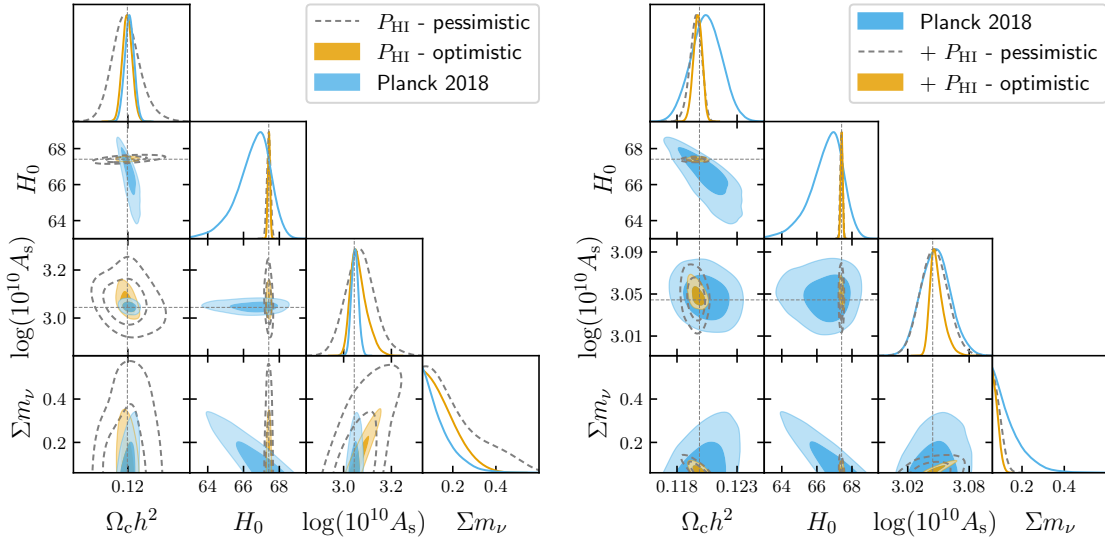 P_HI - pessimistic
P_HI - optimistic
Planck 2018
H_0
68
66
64
log(10^10 A_s)
3.2
3.0
Σm_ν
0.4
0.2
0.12
64 66 68
3.0 3.2
0.2 0.4
Ω_c h^2
H_0
log(10^10 A_s)
Σm_ν
Planck 2018
+ P_HI - pessimistic
+ P_HI - optimistic
H_0
68
66
64
log(10^10 A_s)
3.09
3.05
3.01
Σm_ν
0.4
0.2
0.118 0.123
64 66 68
3.02 3.08
0.2 0.4
Ω_c h^2
H_0
log(10^10 A_s)
Σm_ν